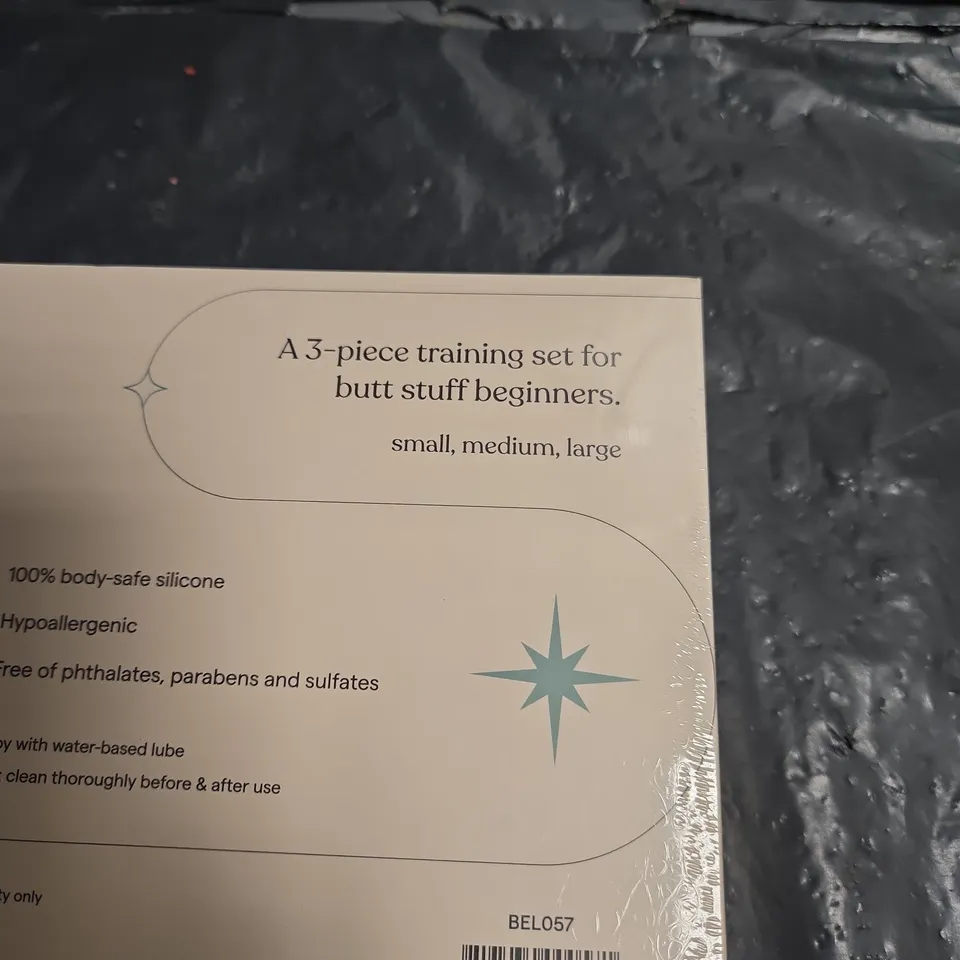 A 3-piece training set for
butt stuff beginners.
small, medium, large
100% body-safe silicone
Hypoallergenic
Free of phthalates, parabens and sulfates
with water-based lube
clean thoroughly before & after use
only
BEL057